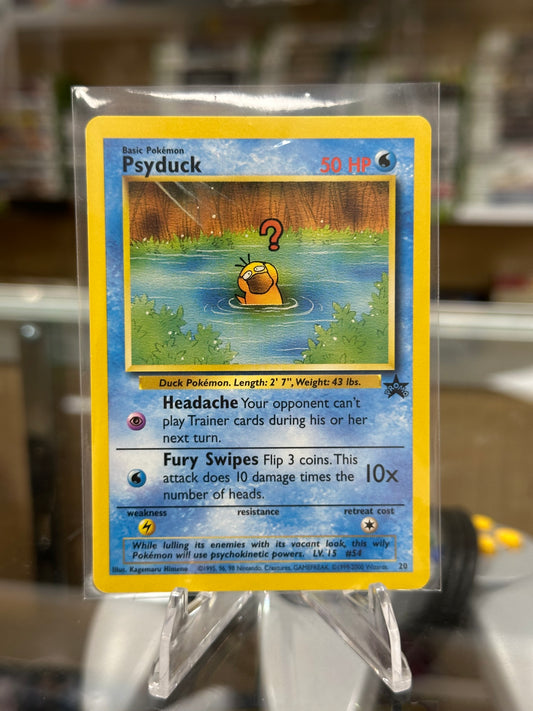 Basic Pokémon
Psyduck 50 HP
?
Duck Pokémon. Length: 2' 7", Weight: 43 lbs.
PROMO
Headache Your opponent can't
play Trainer cards during his or her
next turn.
Fury Swipes Flip 3 coins. This
attack does 10 damage times the 10x
number of heads.
weakness resistance retreat cost
While lulling its enemies with its vacant look, this wily
Pokémon will use psychokinetic powers. LV. 15 #54
Illus. Kagemaru Himeno ©1995, 96, 98 Nintendo, Creatures, GAMEFREAK. ©1999-2000 Wizards. 20